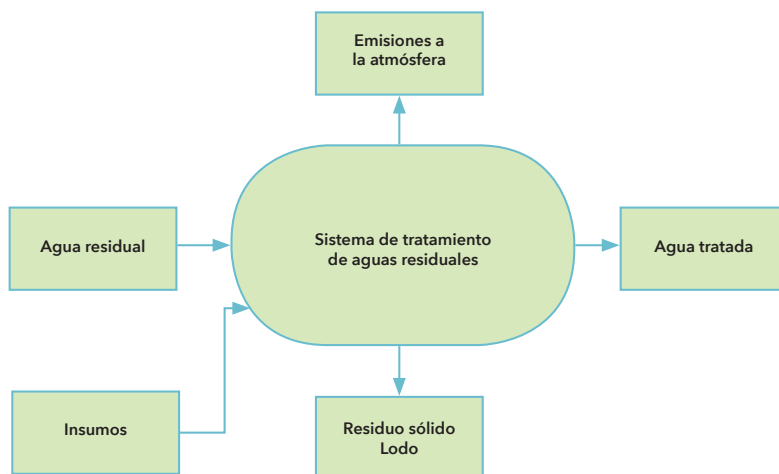 Emisiones a
la atmósfera
Agua residual
Sistema de tratamiento
de aguas residuales
Agua tratada
Insumos
Residuo sólido
Lodo